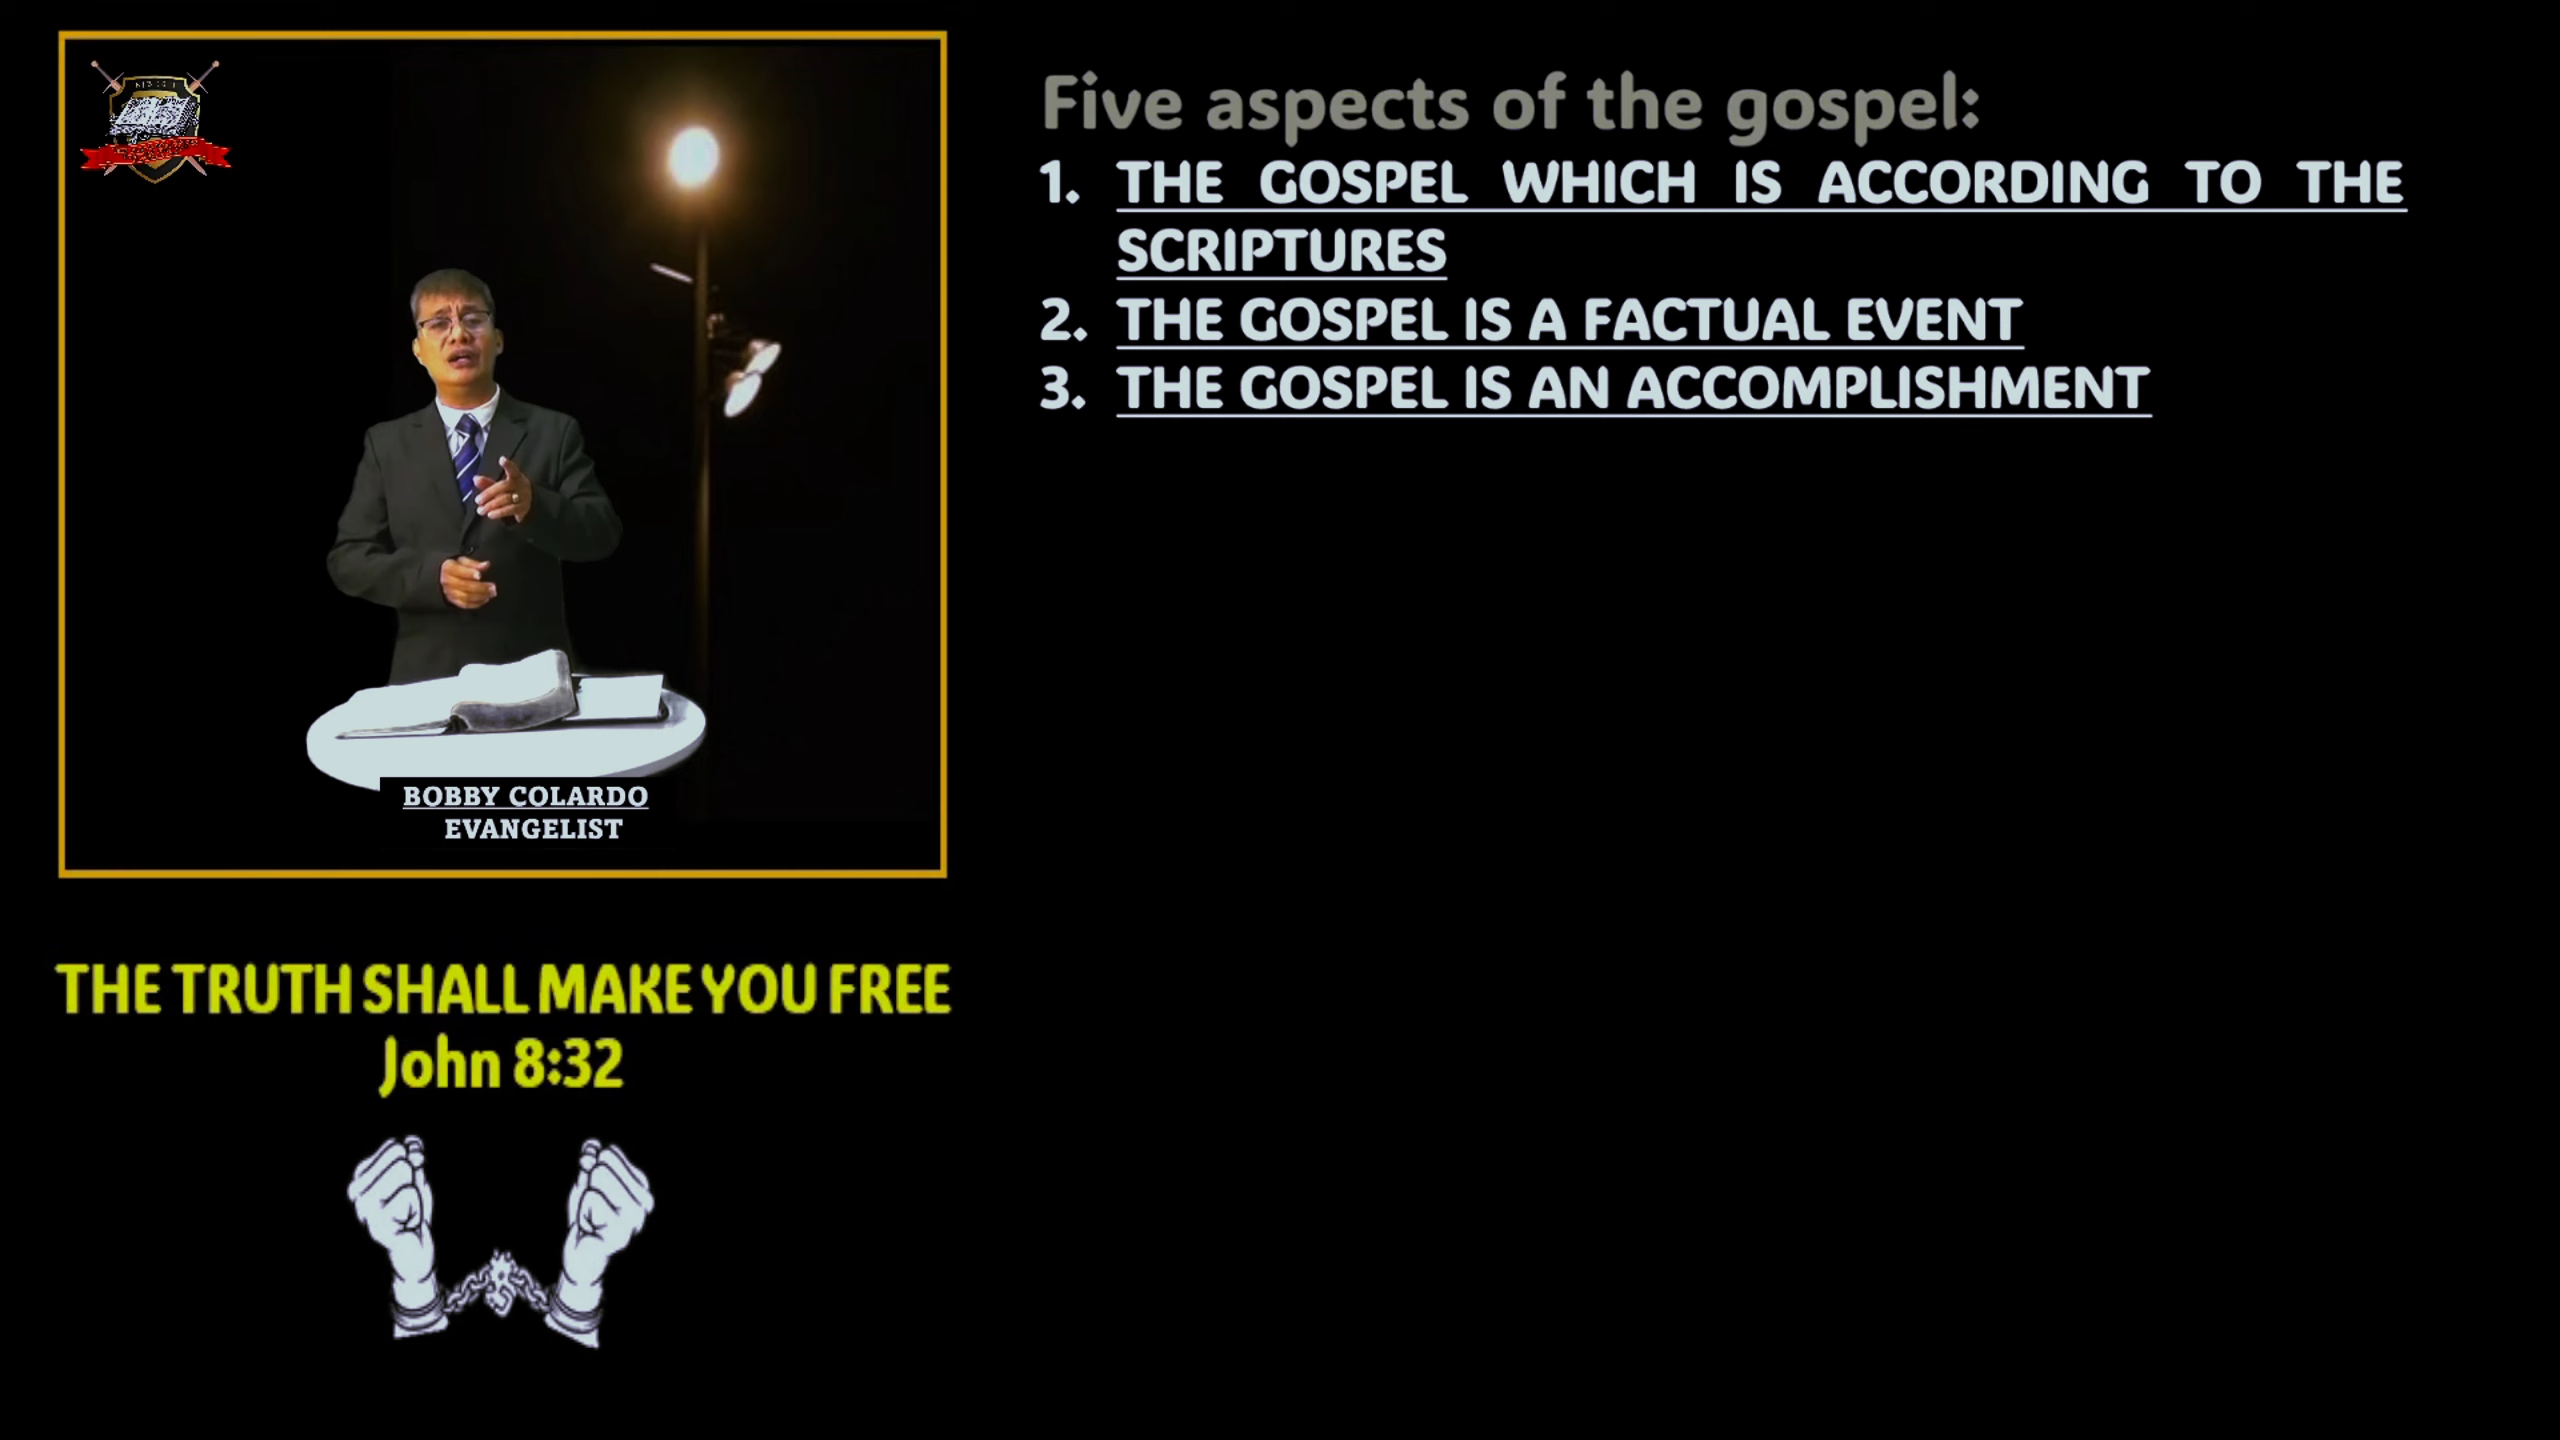 Five aspects of the gospel:
1. THE GOSPEL WHICH IS ACCORDING TO THE
SCRIPTURES
2. THE GOSPEL IS A FACTUAL EVENT
3. THE GOSPEL IS AN ACCOMPLISHMENT
BOBBY COLARDO
EVANGELIST
THE TRUTH SHALL MAKE YOU FREE
John 8:32